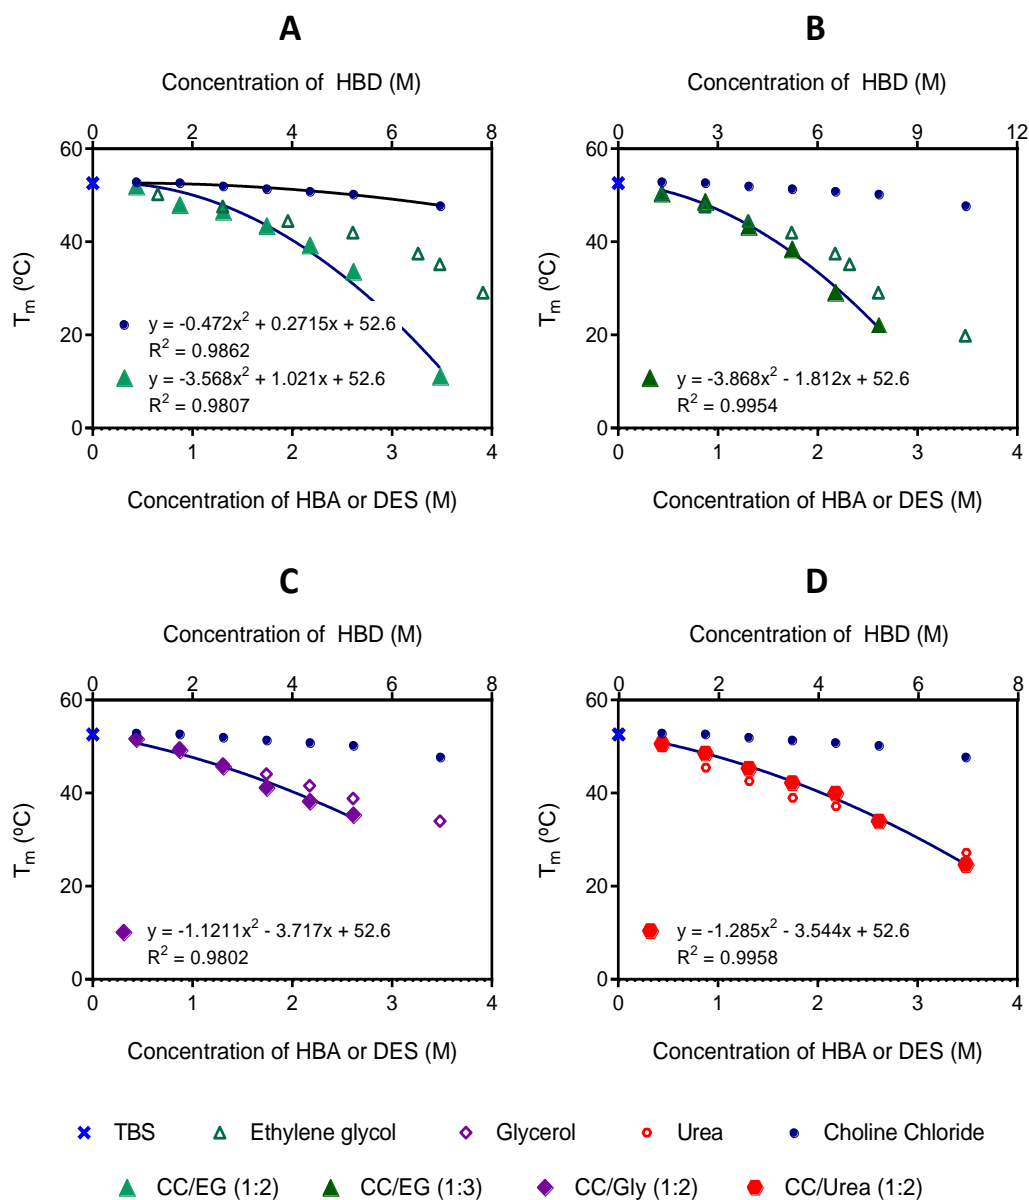 A
Concentration of HBD (M)
0 2 4 6 8
60
40
20
0
Tm (ºC)
y = -0.472x2 + 0.2715x + 52.6
R2 = 0.9862
y = -3.568x2 + 1.021x + 52.6
R2 = 0.9807
0 1 2 3 4
Concentration of HBA or DES (M)
B
Concentration of HBD (M)
0 3 6 9 12
60
40
20
0
Tm (ºC)
y = -3.868x2 - 1.812x + 52.6
R2 = 0.9954
0 1 2 3 4
Concentration of HBA or DES (M)
C
Concentration of HBD (M)
0 2 4 6 8
60
40
20
0
Tm (ºC)
y = -1.1211x2 - 3.717x + 52.6
R2 = 0.9802
0 1 2 3 4
Concentration of HBA or DES (M)
D
Concentration of HBD (M)
0 2 4 6 8
60
40
20
0
Tm (ºC)
y = -1.285x2 - 3.544x + 52.6
R2 = 0.9958
0 1 2 3 4
Concentration of HBA or DES (M)
TBS Ethylene glycol Glycerol Urea Choline Chloride
CC/EG (1:2) CC/EG (1:3) CC/Gly (1:2) CC/Urea (1:2)